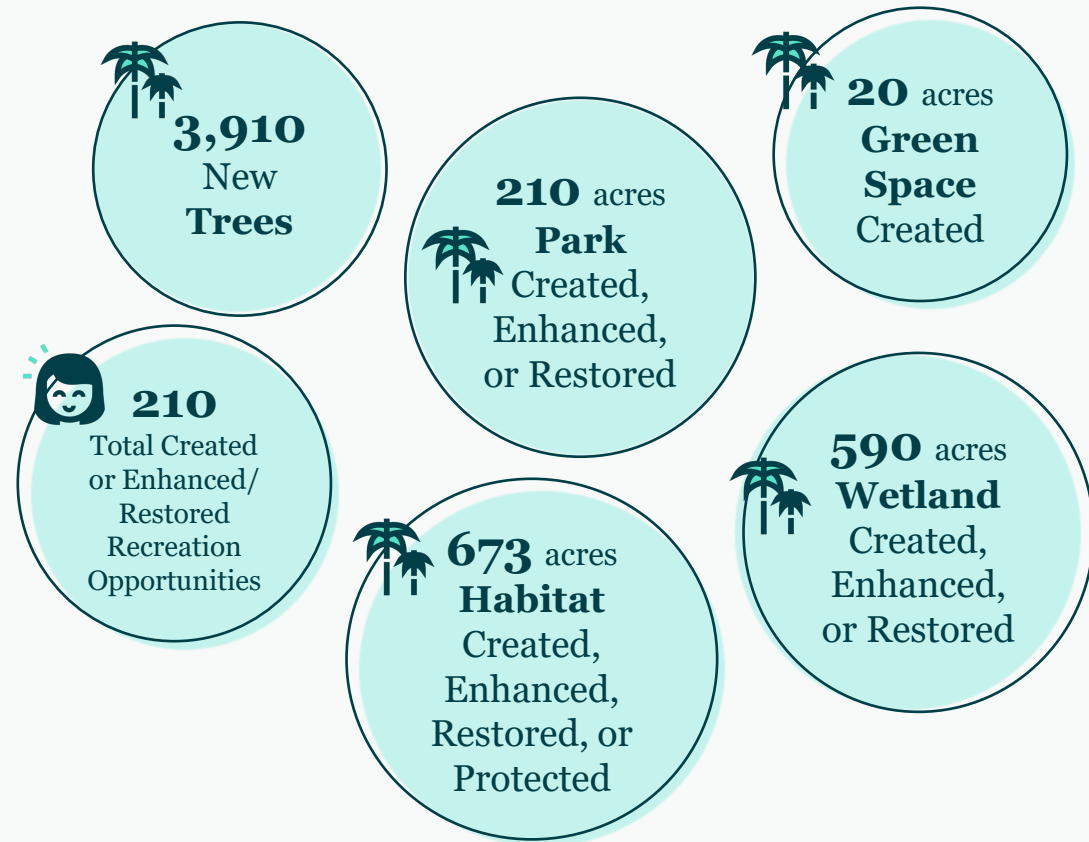 3,910
New
Trees
210 acres
Park
Created,
Enhanced,
or Restored
20 acres
Green
Space
Created
210
Total Created
or Enhanced/
Restored
Recreation
Opportunities
673 acres
Habitat
Created,
Enhanced,
Restored, or
Protected
590 acres
Wetland
Created,
Enhanced,
or Restored